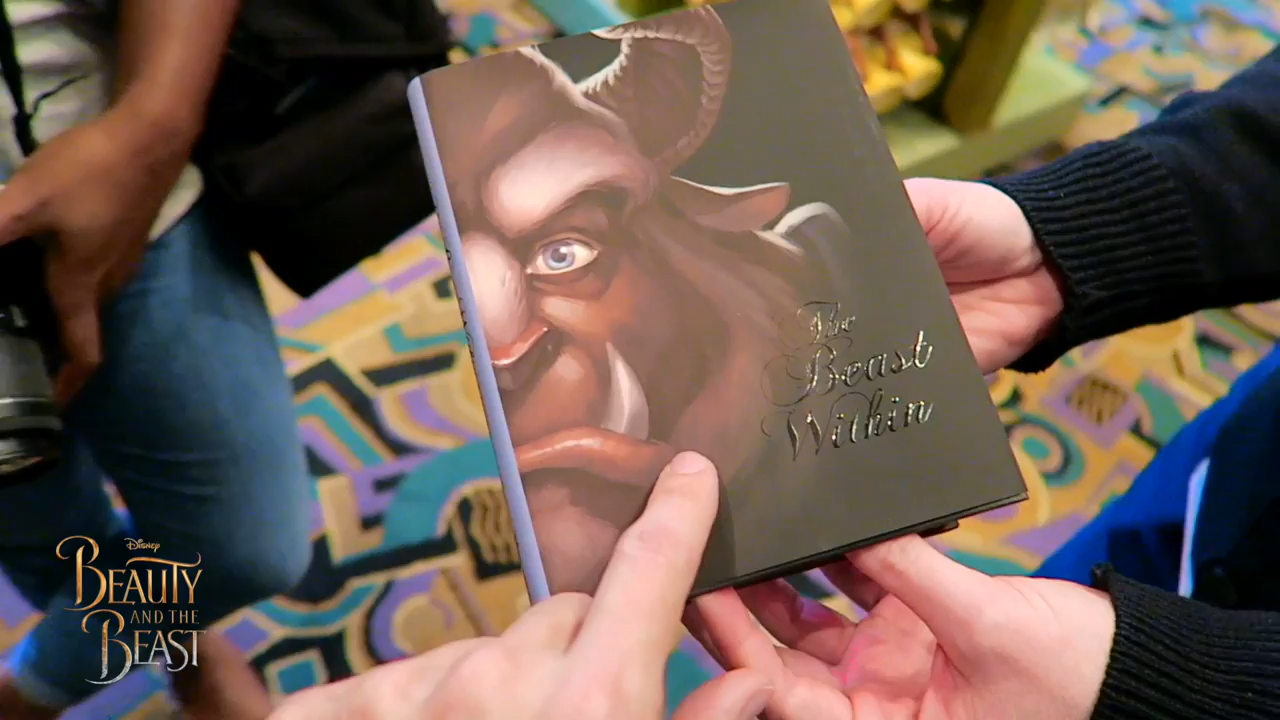 The
Beast
Within
Disney
BEAUTY
AND THE
BEAST